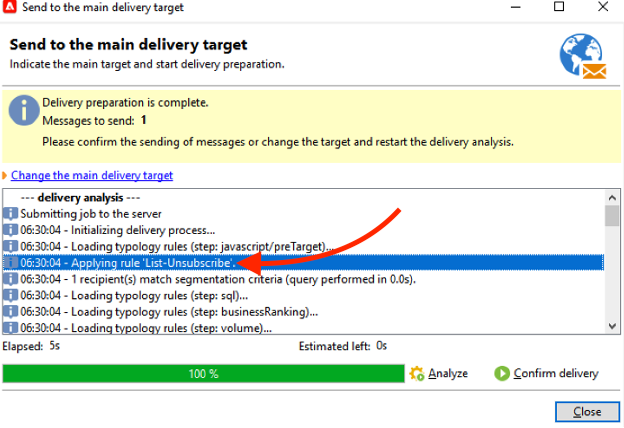 Send to the main delivery target
Send to the main delivery target
Indicate the main target and start delivery preparation.
Delivery preparation is complete.
Messages to send: 1
Please confirm the sending of messages or change the target and restart the delivery analysis.
Change the main delivery target
--- delivery analysis ---
Submitting job to the server
06:30:04 - Initializing delivery process...
06:30:04 - Loading typology rules (step: javascript/preTarget)...
06:30:04 - Applying rule 'List-Unsubscribe'.
06:30:04 - 1 recipient(s) match segmentation criteria (query performed in 0.0s).
06:30:04 - Loading typology rules (step: sql)...
06:30:04 - Loading typology rules (step: businessRanking)...
06:30:04 - Loading typology rules (step: volume)...
Elapsed: 5s Estimated left: 0s
100 % Analyze Confirm delivery
Close